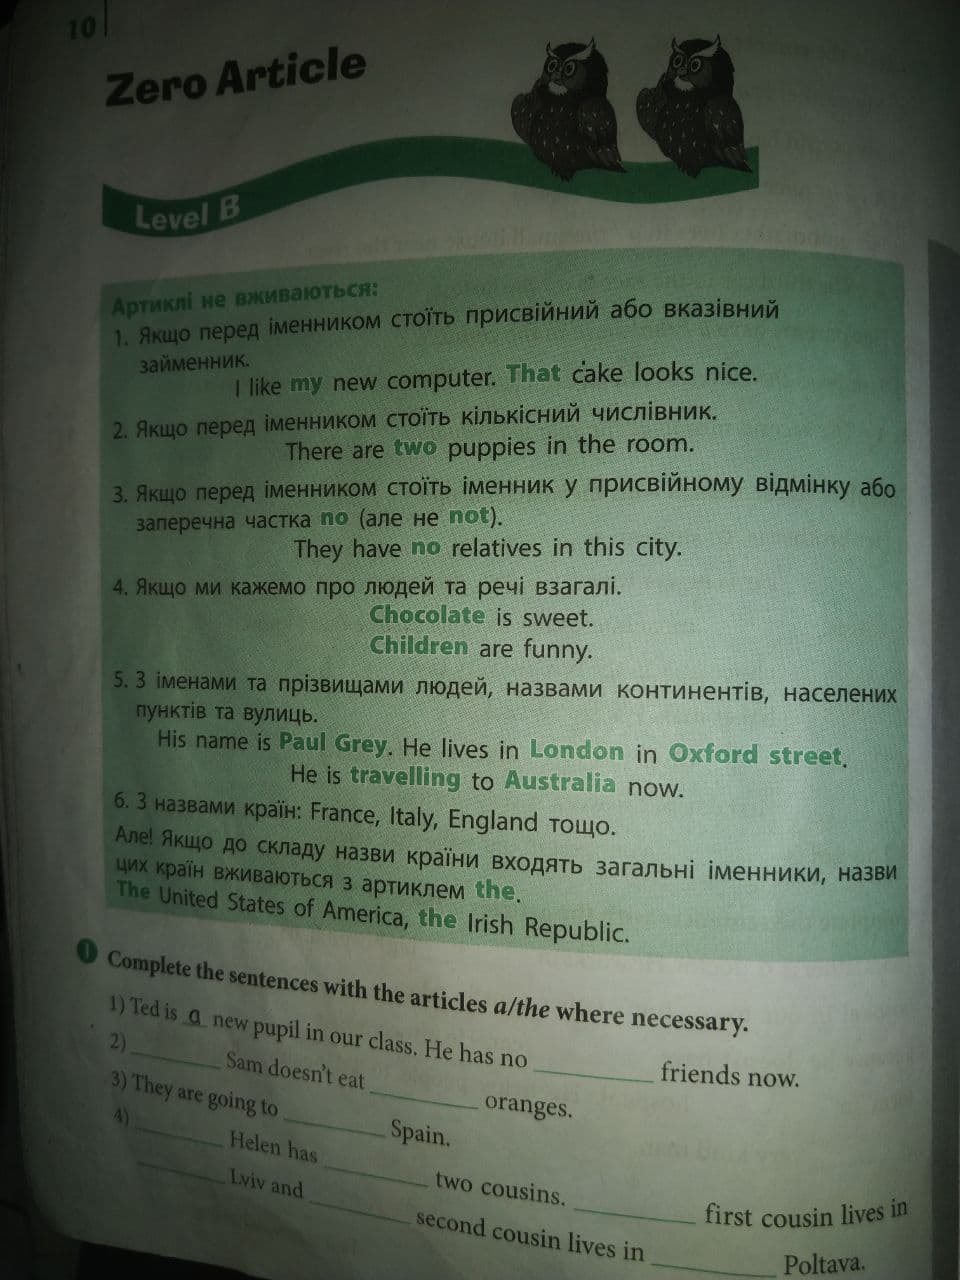 10
Zero Article
Level B
Артиклі не вживаються:
1. Якщо перед іменником стоїть присвійний або вказівний
займенник.
I like my new computer. That cake looks nice.
2. Якщо перед іменником стоїть кількісний числівник.
There are two puppies in the room.
3. Якщо перед іменником стоїть іменник у присвійному відмінку або
заперечна частка no (але не not).
They have no relatives in this city.
4. Якщо ми кажемо про людей та речі взагалі.
Chocolate is sweet.
Children are funny.
5. З іменами та прізвищами людей, назвами континентів, населених
пунктів та вулиць.
His name is Paul Grey. He lives in London in Oxford street.
He is travelling to Australia now.
6. З назвами країн: France, Italy, England тощо.
Але! Якщо до складу назви країни входять загальні іменники, назви
цих країн вживаються з артиклем the.
The United States of America, the Irish Republic.
1 Complete the sentences with the articles a/the where necessary.
1) Ted is a new pupil in our class. He has no ________ friends now.
2) ________ Sam doesn't eat ________ oranges.
3) They are going to ________ Spain.
4) ________ Helen has ________ two cousins. ________ first cousin lives in
________ Lviv and ________ second cousin lives in ________ Poltava.